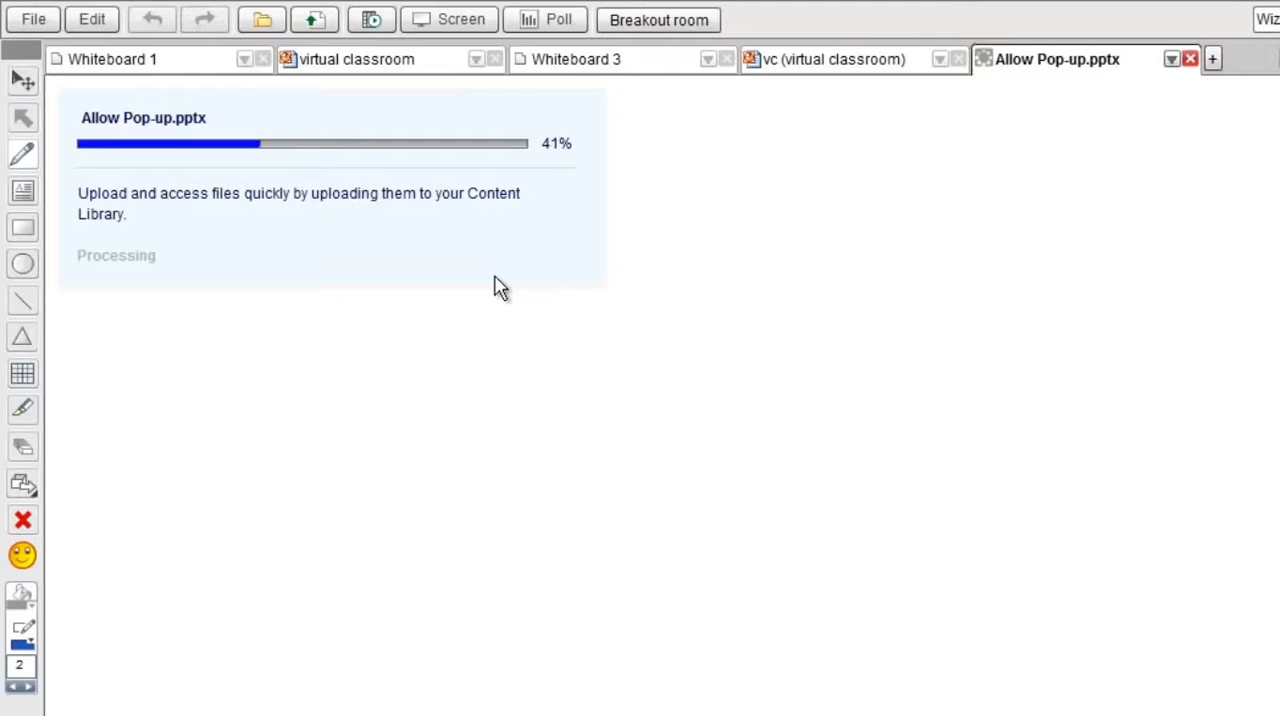 File Edit Screen Poll Breakout room Wiz
Whiteboard 1 virtual classroom Whiteboard 3 vc (virtual classroom) Allow Pop-up.pptx +
Allow Pop-up.pptx
41%
Upload and access files quickly by uploading them to your Content
Library.
Processing
2